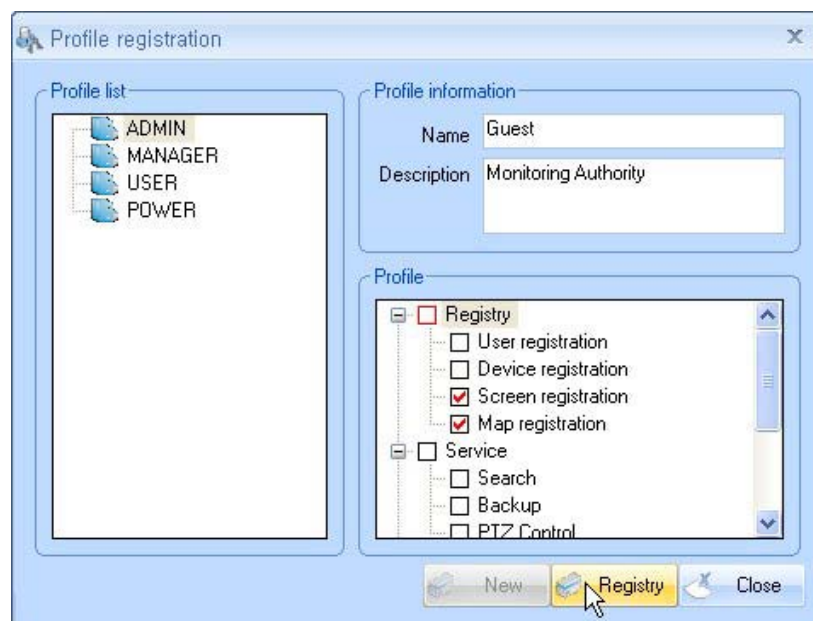 Profile registration
Profile list
ADMIN
MANAGER
USER
POWER
Profile information
Name Guest
Description Monitoring Authority
Profile
Registry
User registration
Device registration
Screen registration
Map registration
Service
Search
Backup
PTZ Control
New Registry Close